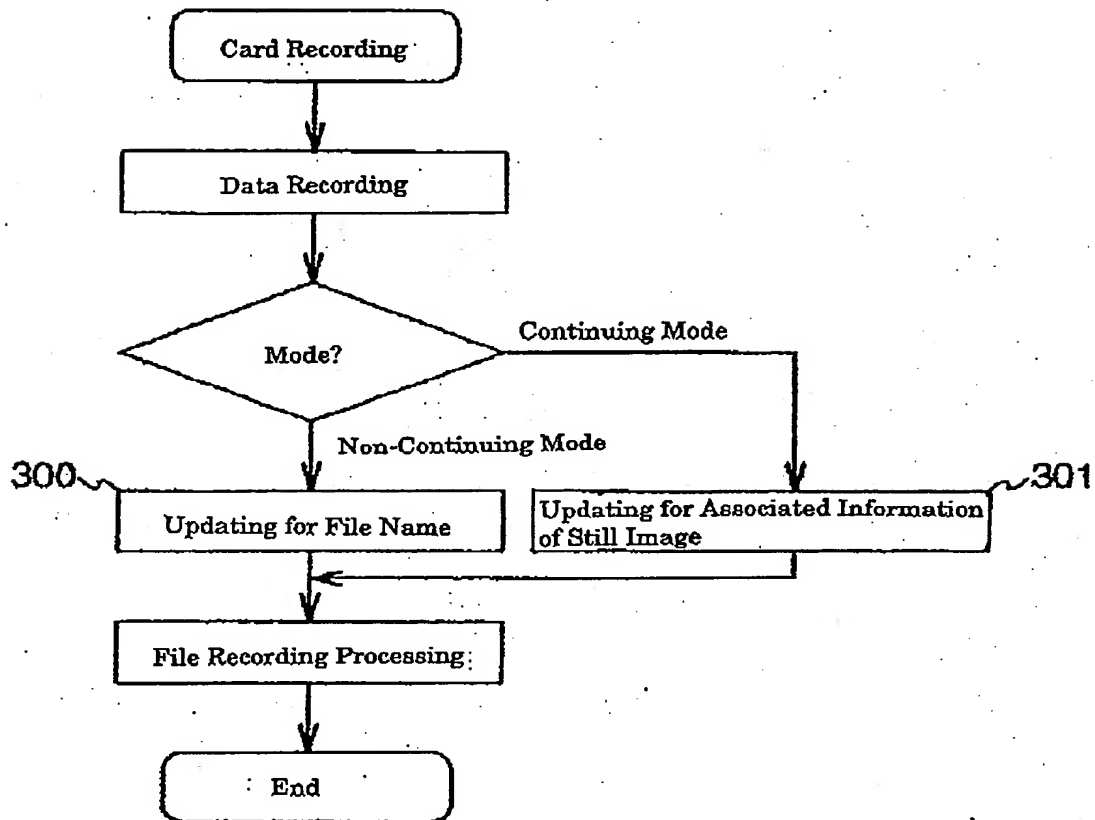 Card Recording
Data Recording
Mode?
Continuing Mode
Non-Continuing Mode
300
Updating for File Name
Updating for Associated Information
of Still Image
301
File Recording Processing
End